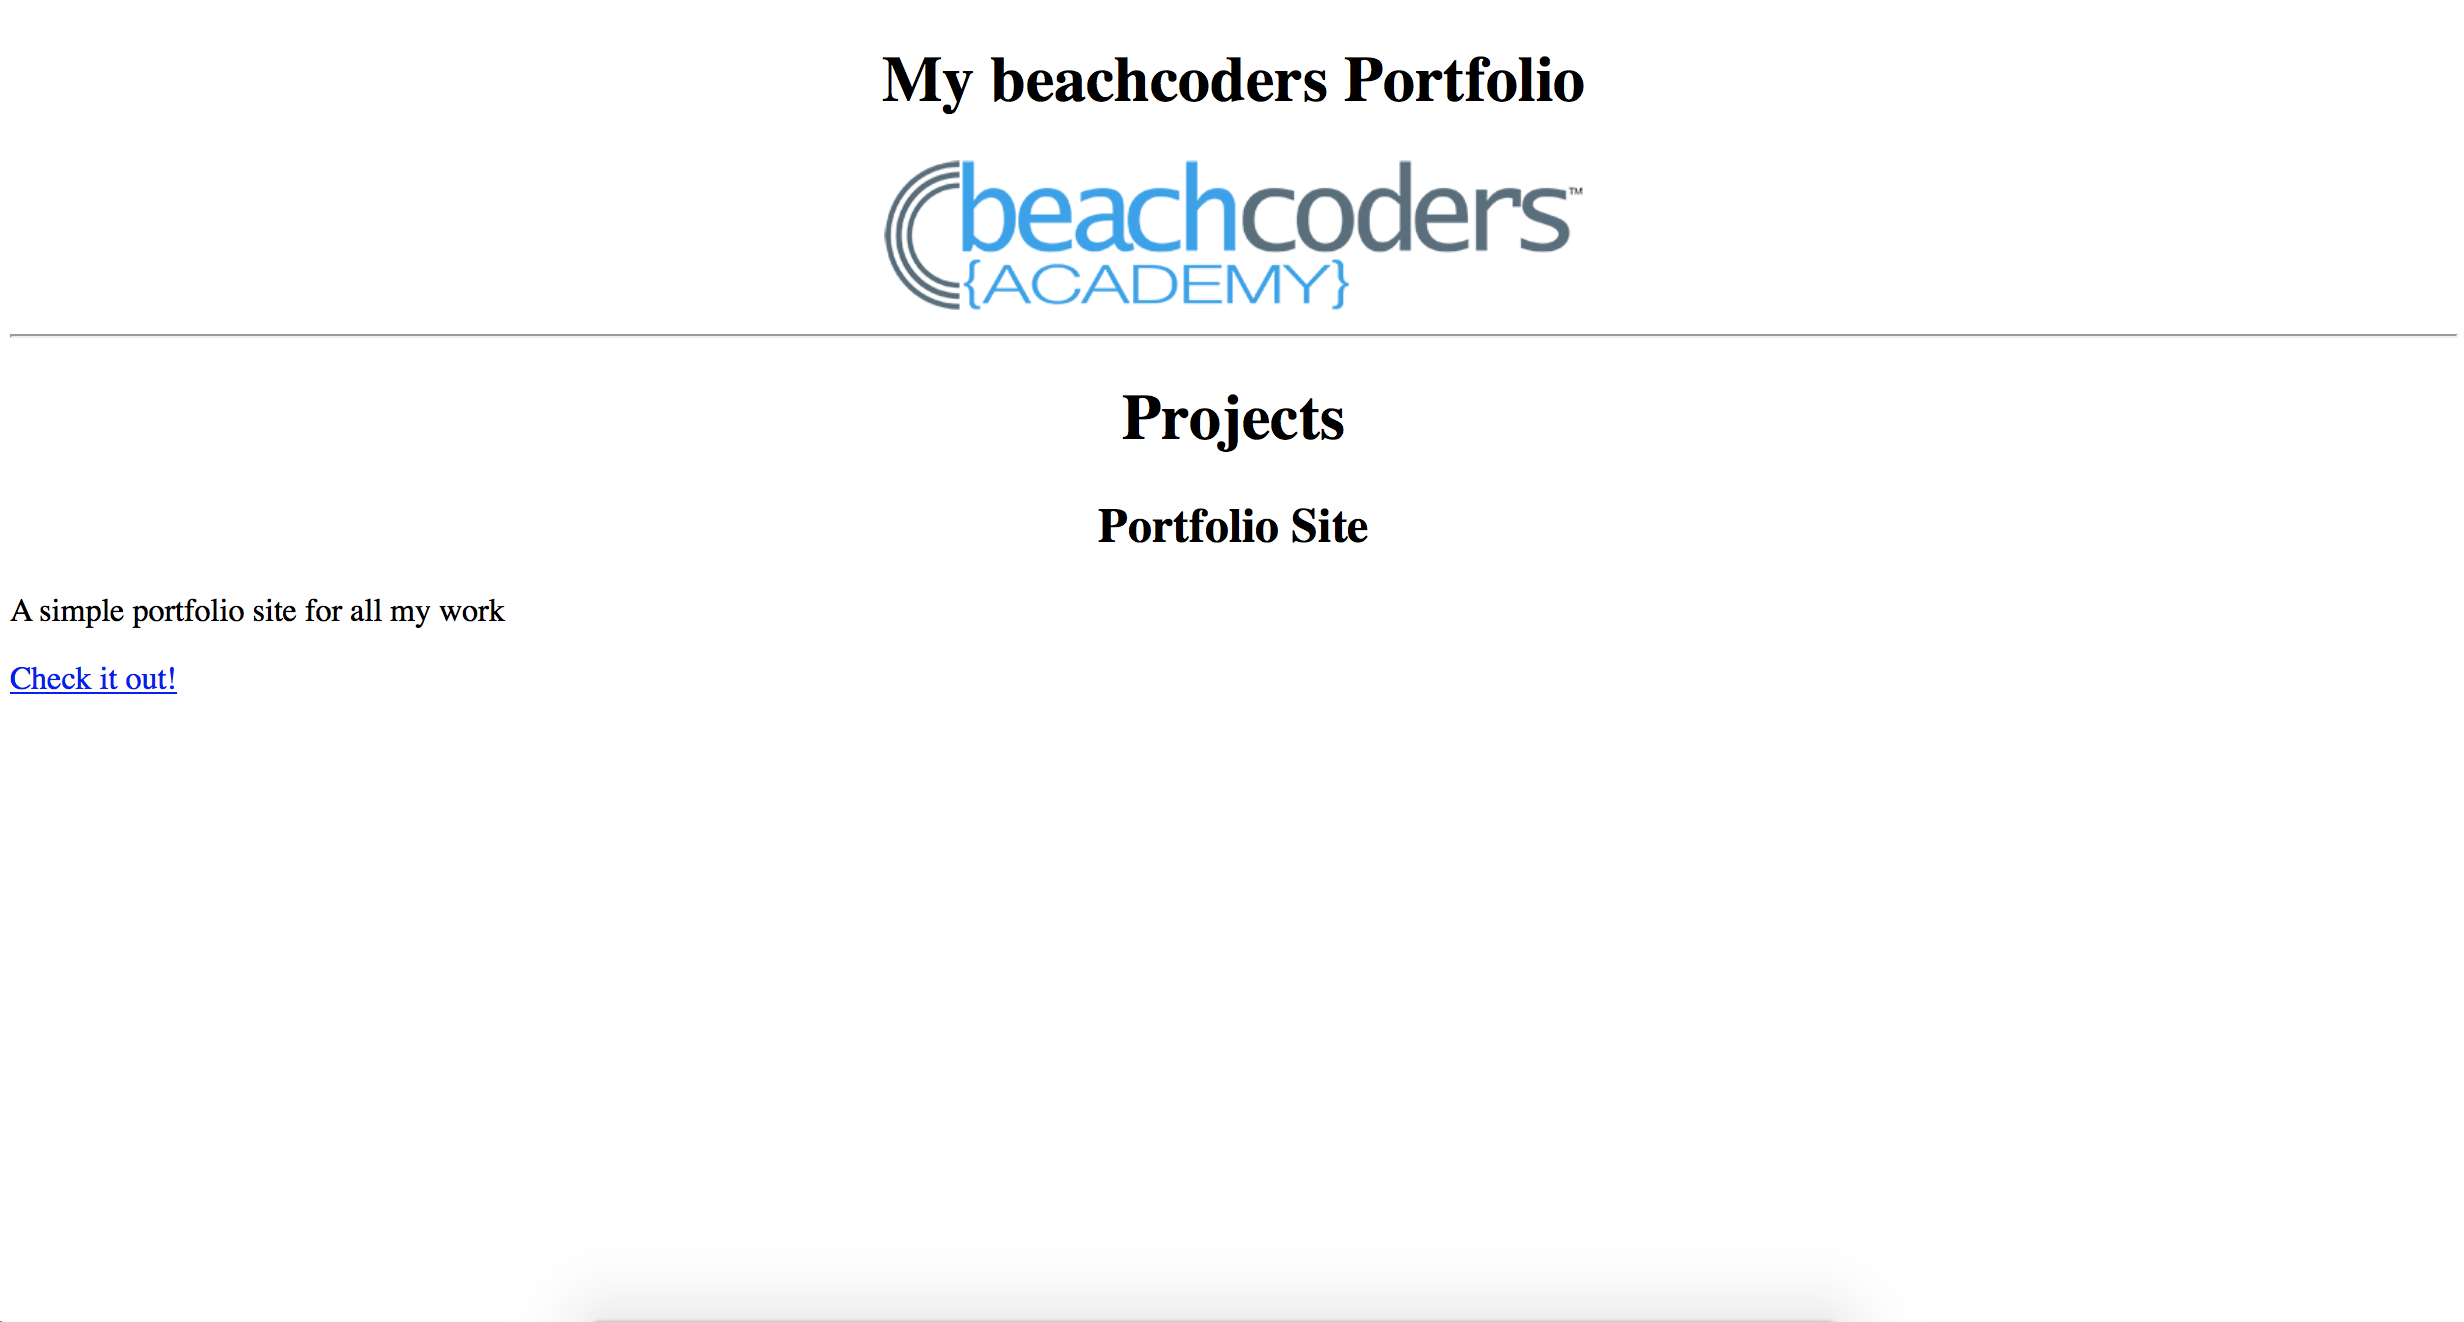 My beachcoders Portfolio
beachcoders™
{ACADEMY}
Projects
Portfolio Site
A simple portfolio site for all my work
Check it out!